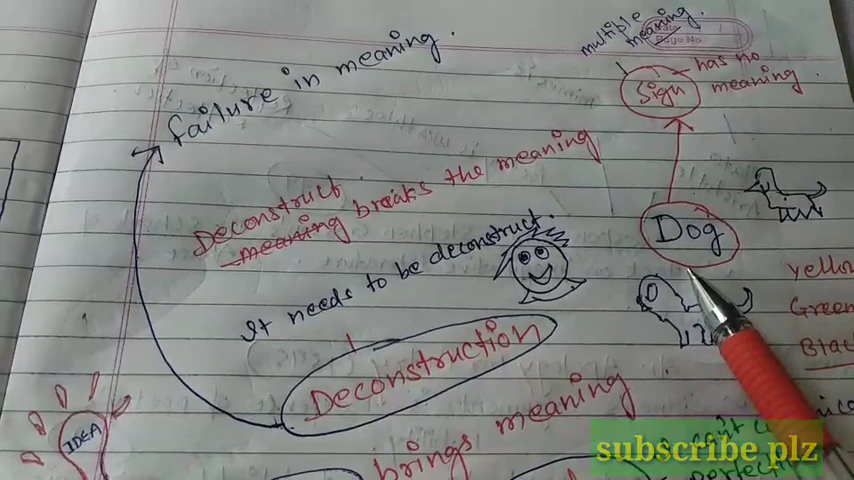 multiple
meaning.
Page No.
failure in meaning.
Sign
has no
meaning.
Deconstruct
meaning breaks the meaning
Dog
It needs to be deconstruct.
Yellow
Green
Deconstruction
IDEA
brings meaning
can't
subscribe plz